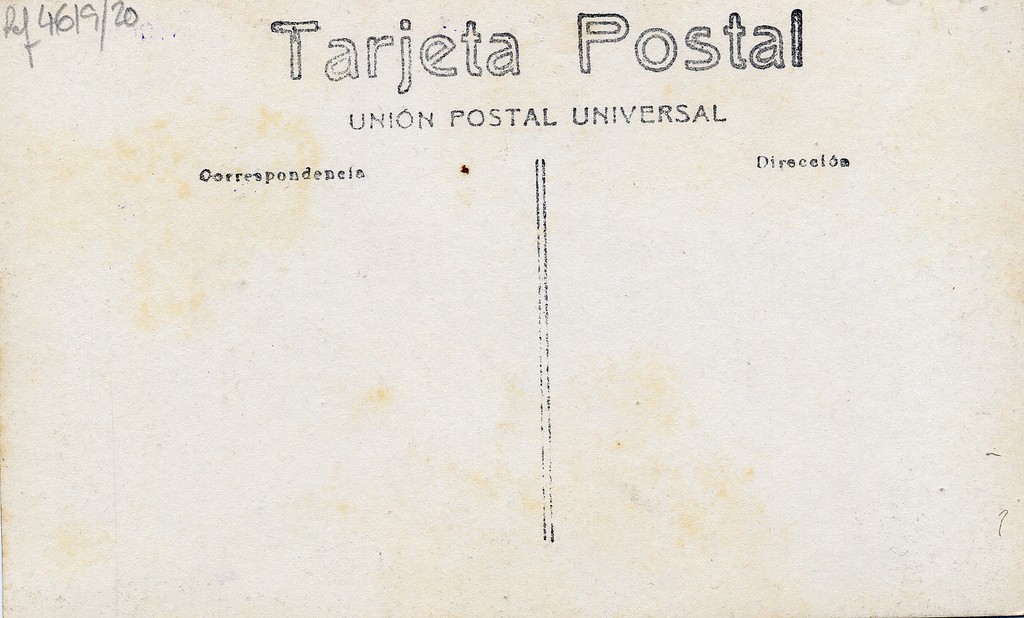 Ref 4619/20
Tarjeta Postal
UNIÓN POSTAL UNIVERSAL
Correspondencia
Dirección